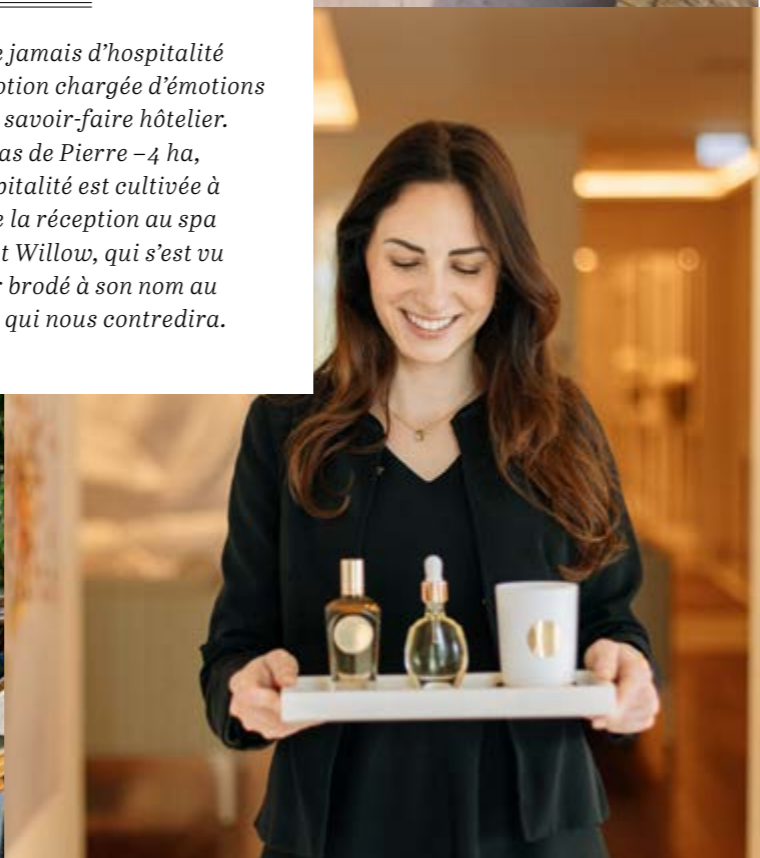 jamais d’hospitalité
otion chargée d’émotions
savoir-faire hôtelier.
as de Pierre –4 ha,
pitalité est cultivée à
e la réception au spa
t Willow, qui s’est vu
r brodé à son nom au
qui nous contredira.